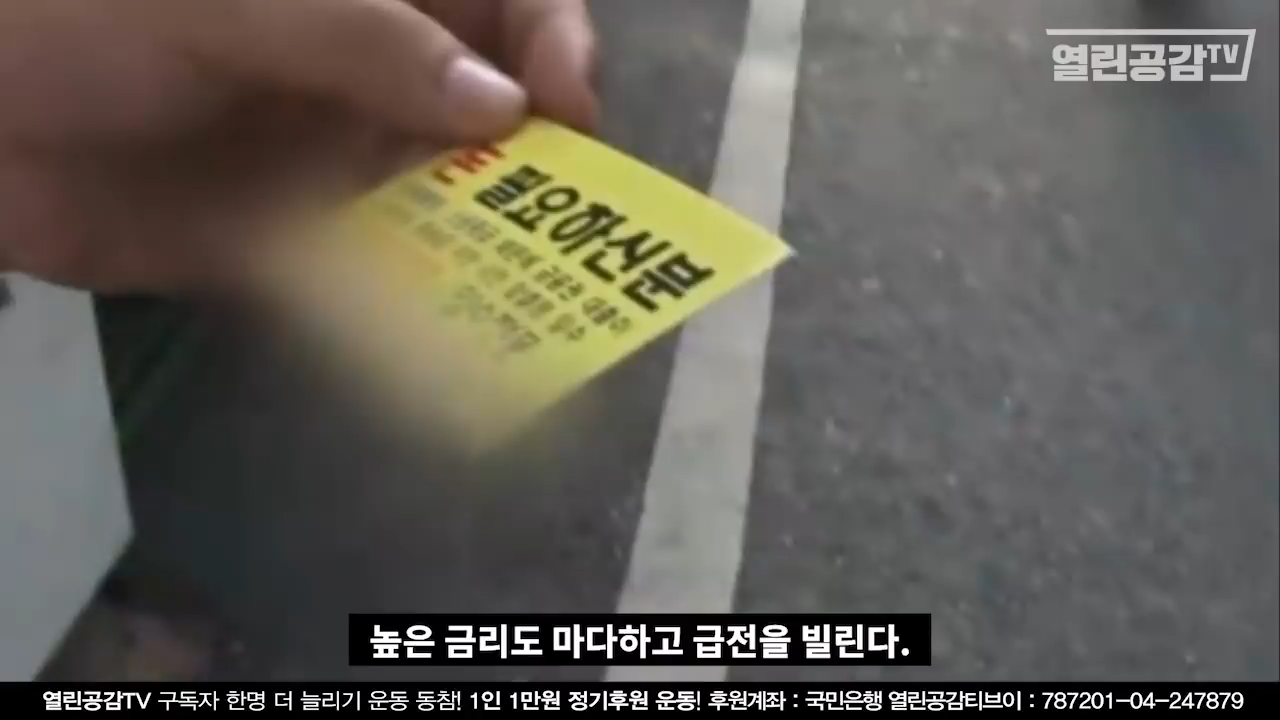 열린공감TV
돈 필요하신분
높은 금리도 마다하고 급전을 빌린다.
열린공감TV 구독자 한명 더 늘리기 운동 동참! 1인 1만원 정기후원 운동! 후원계좌 : 국민은행 열린공감티브이 : 787201-04-247879